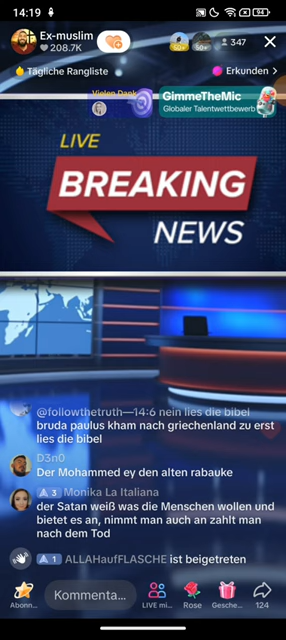 14:19
94
Ex-muslim
208.7K
50+
50+
347
Tägliche Rangliste
Erkunden >
Vielen Dank
GimmeTheMic
Globaler Talentwettbewerb
LIVE
BREAKING
NEWS
@followthetruth—14:6 nein lies die bibel
bruda paulus kham nach griechenland zu erst
lies die bibel
D3n0
Der Mohammed ey den alten rabauke
3 Monika La Italiana
der Satan weiß was die Menschen wollen und
bietet es an, nimmt man auch an zahlt man
nach dem Tod
1 ALLAHaufFLASCHE ist beigetreten
Kommenta...
Abonn...
LIVE mi...
Rose
Gesche...
124